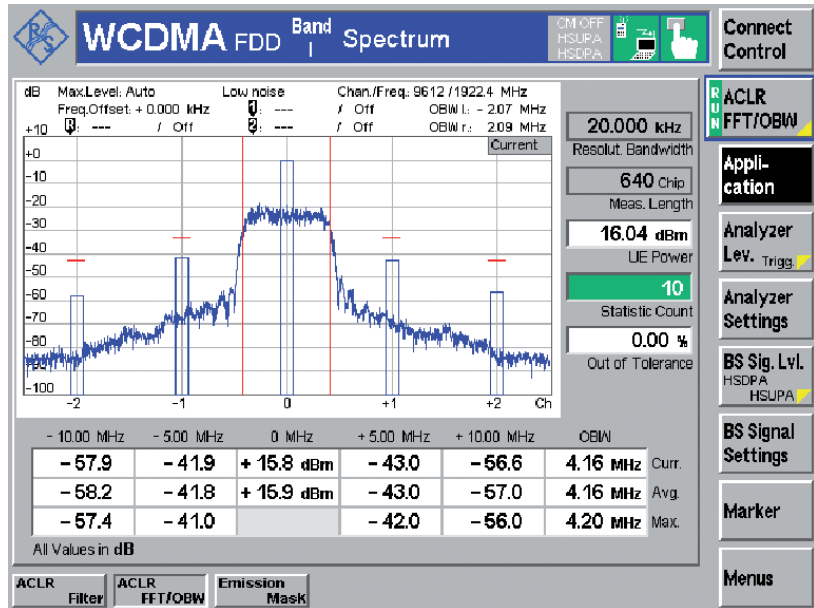 WCDMA FDD Band I Spectrum
CM OFF
HSUPA
HSDPA
Connect Control
dB Max.Level: Auto Low noise Chan./Freq.: 9612 / 1922.4 MHz
Freq.Offset: + 0.000 kHz 1: --- / Off OBW l.: - 2.07 MHz
+10 R: --- / Off 2: --- / Off OBW r.: 2.09 MHz
Current
+0
-10
-20
-30
-40
-50
-60
-70
-80
-100
-2 -1 0 +1 +2 Ch
20.000 kHz
Resolut. Bandwidth
640 Chip
Meas. Length
16.04 dBm
UE Power
10
Statistic Count
0.00 %
Out of Tolerance
- 10.00 MHz - 5.00 MHz 0 MHz + 5.00 MHz + 10.00 MHz OBW
- 57.9 - 41.9 + 15.8 dBm - 43.0 - 56.6 4.16 MHz Curr.
- 58.2 - 41.8 + 15.9 dBm - 43.0 - 57.0 4.16 MHz Avg.
- 57.4 - 41.0 - 42.0 - 56.0 4.20 MHz Max.
All Values in dB
RUN
ACLR
FFT/OBW
Appli-
cation
Analyzer
Lev. Trigg.
Analyzer
Settings
BS Sig. Lvl.
HSDPA
HSUPA
BS Signal
Settings
Marker
Menus
ACLR
Filter
ACLR
FFT/OBW
Emission
Mask